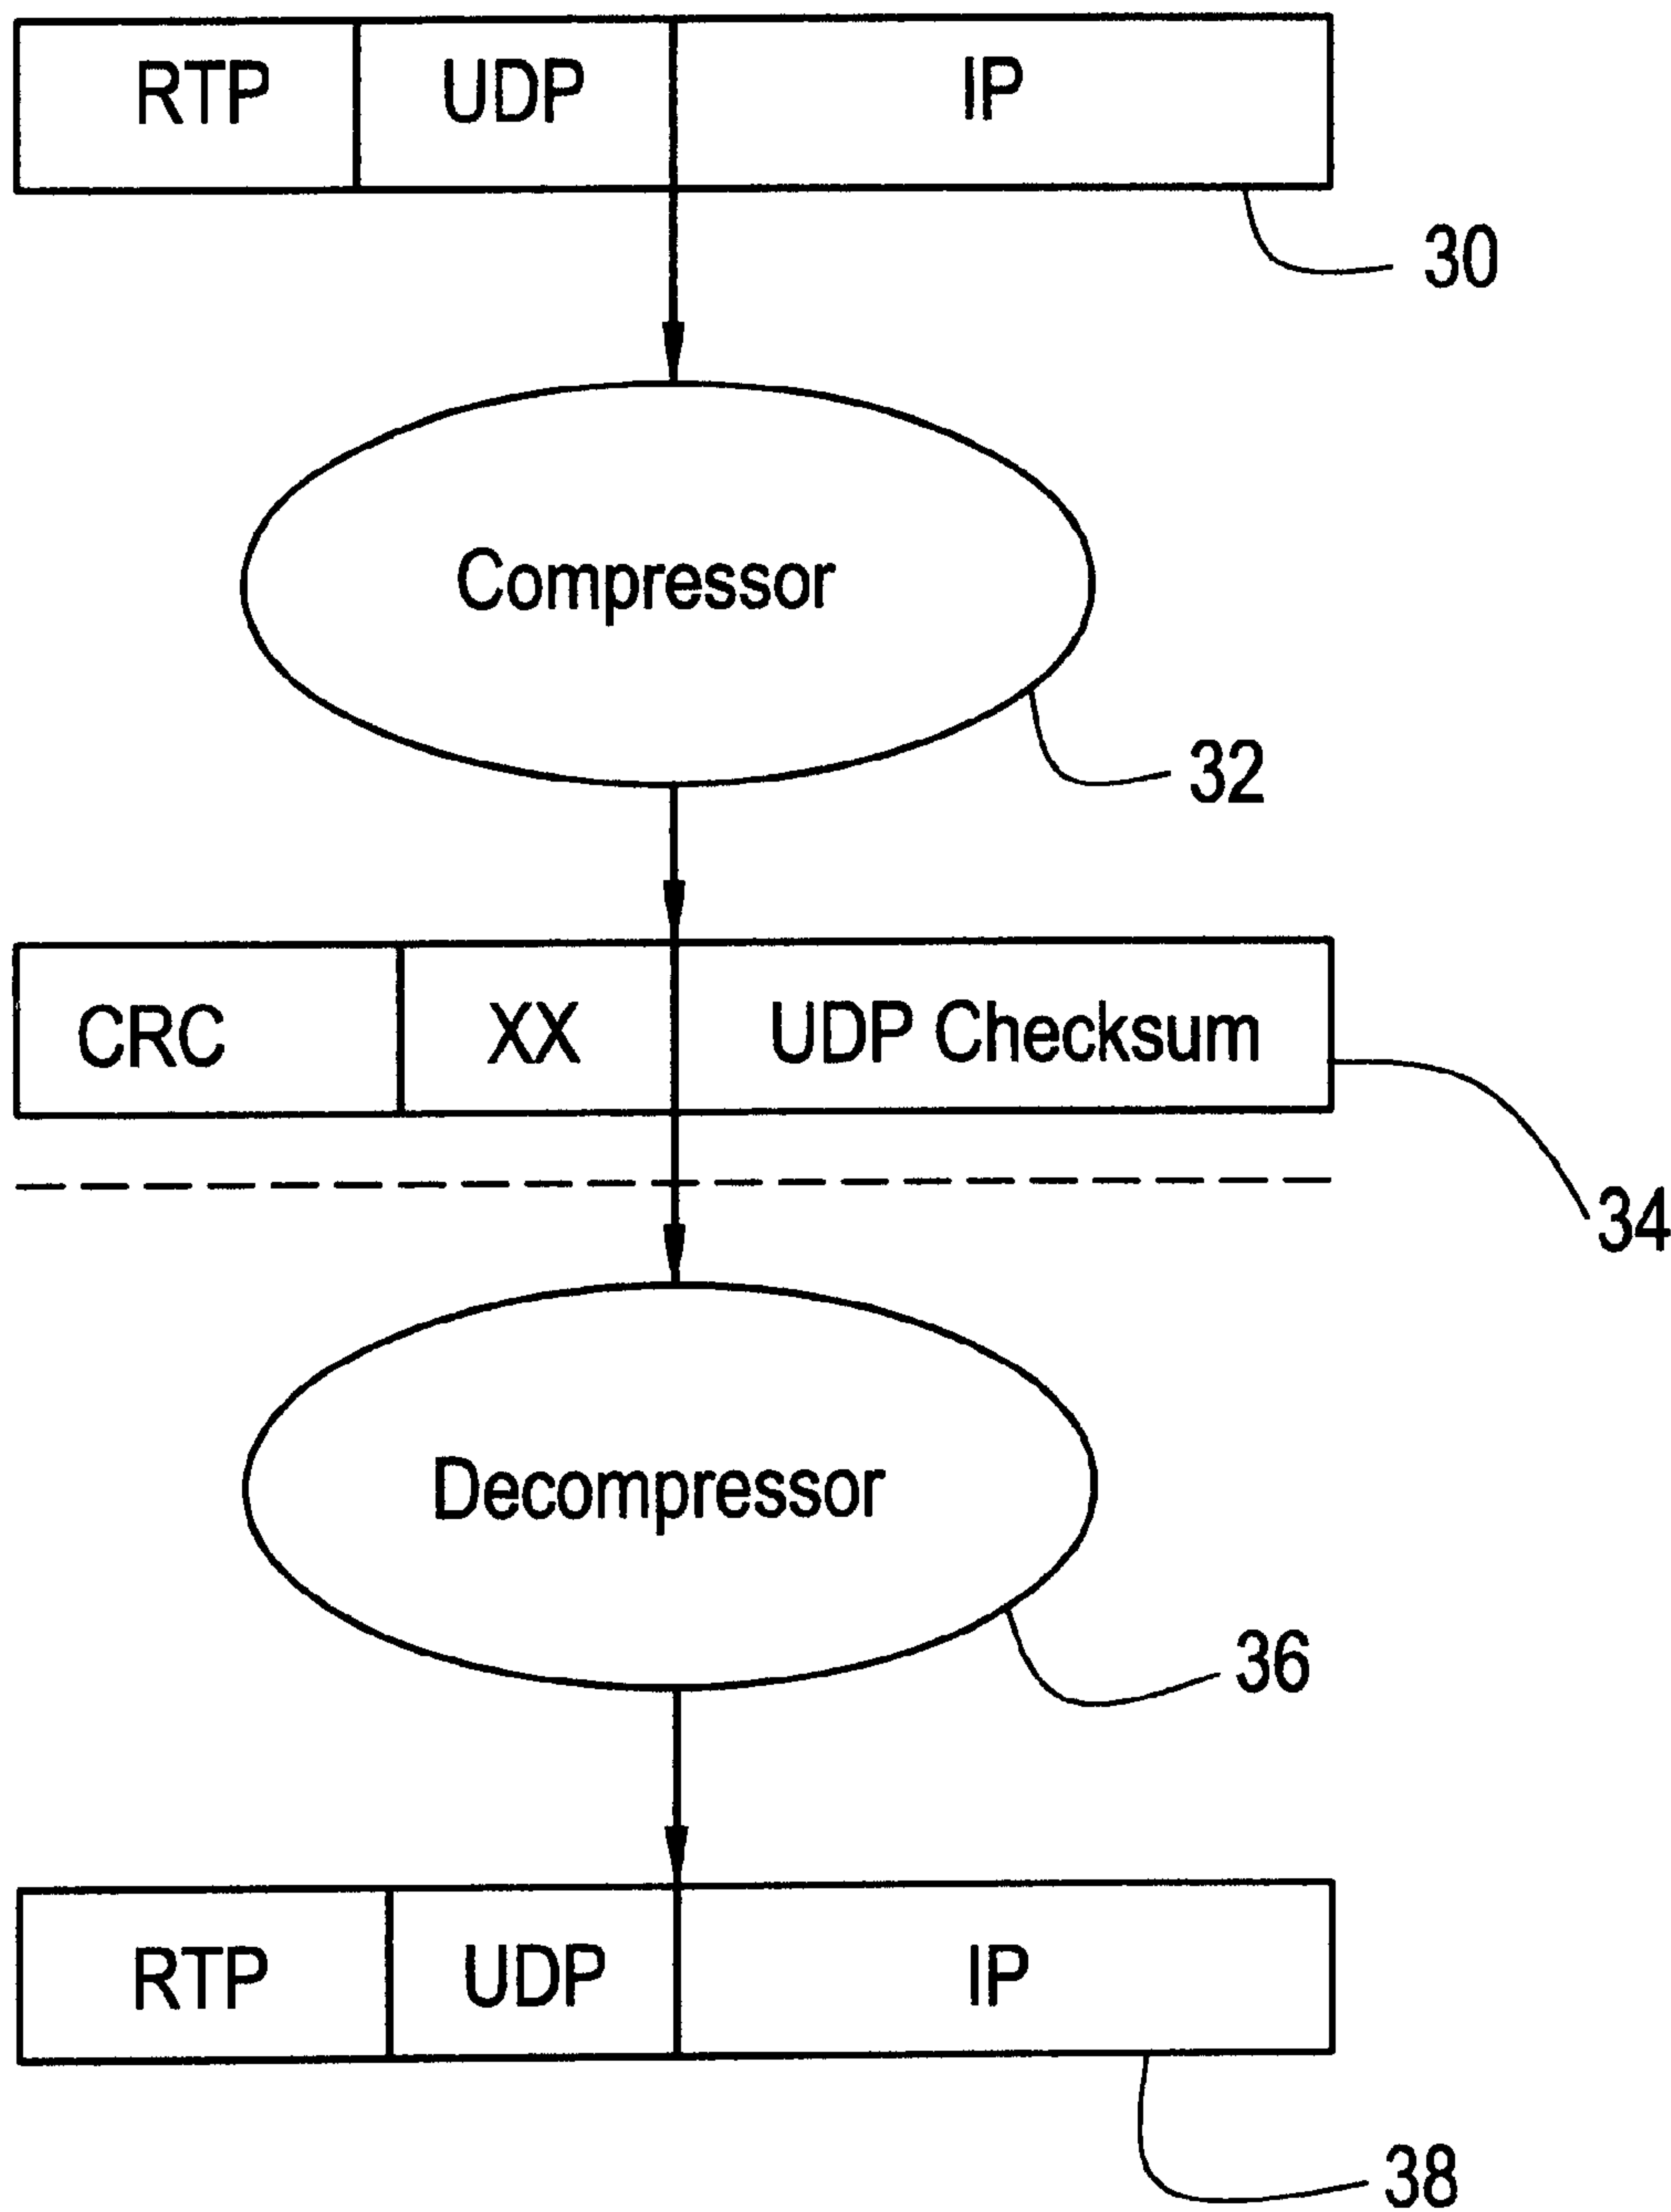 RTP UDP IP
30
Compressor
32
CRC XX UDP Checksum
34
Decompressor
36
RTP UDP IP
38